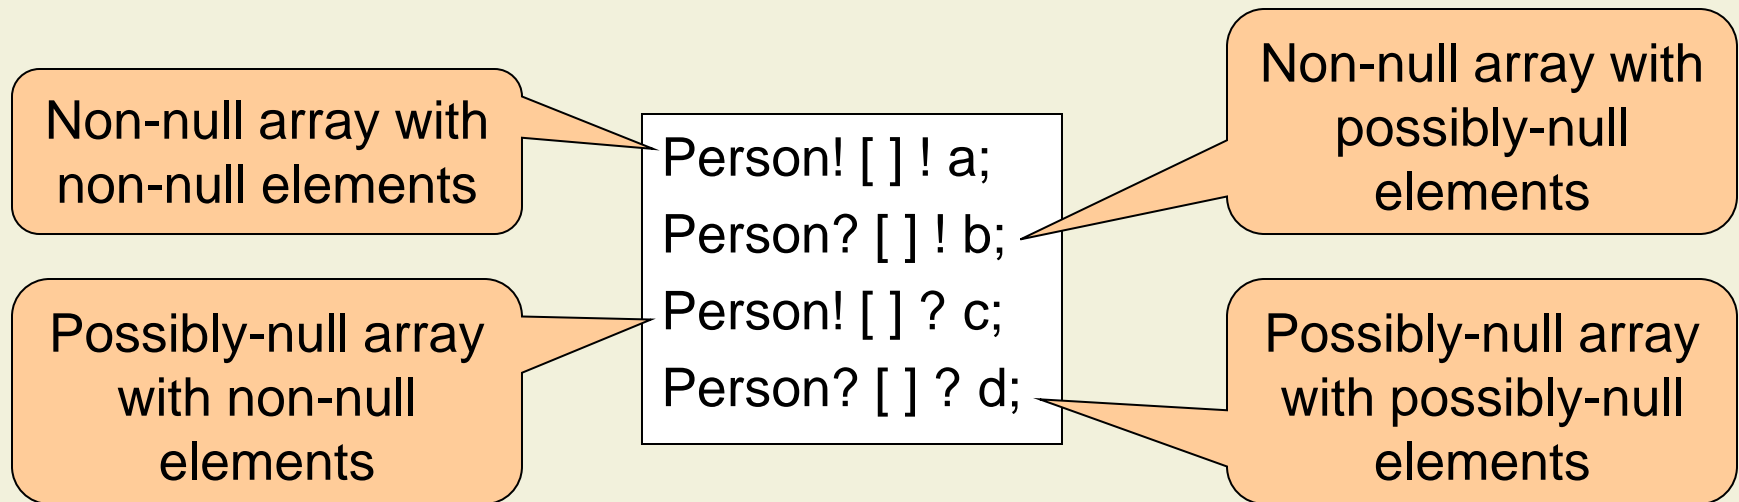 Non-null array with
non-null elements
Person! [ ] ! a;
Person? [ ] ! b;
Person! [ ] ? c;
Person? [ ] ? d;
Non-null array with
possibly-null
elements
Possibly-null array
with non-null
elements
Possibly-null array
with possibly-null
elements